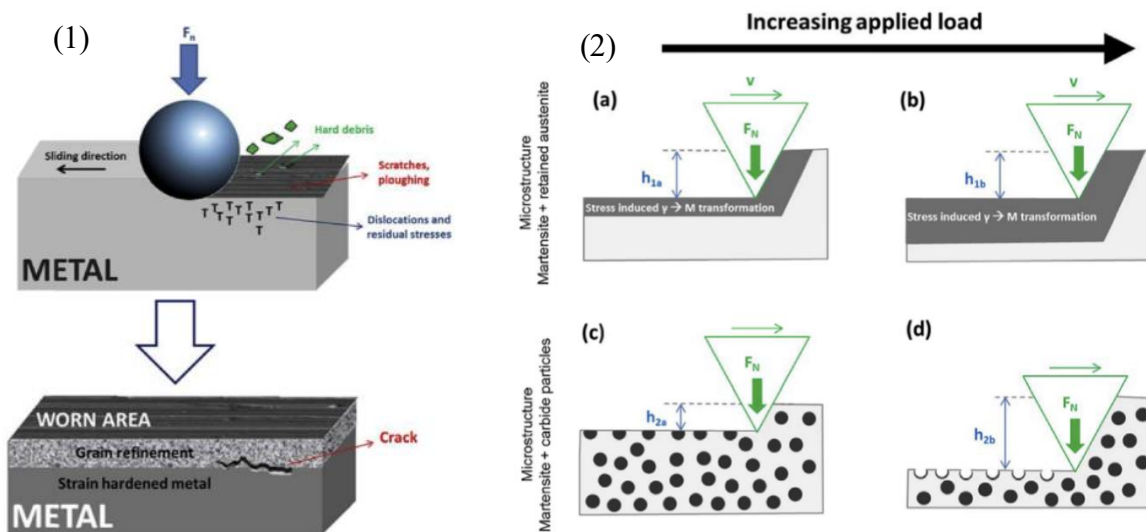 (1)
Fn
Sliding direction
Hard debris
Scratches,
ploughing
Dislocations and
residual stresses
T T T T T
T T T T
T T
T
METAL
WORN AREA
Grain refinement
Crack
Strain hardened metal
METAL
(2)
Increasing applied load
Microstructure
Martensite + retained austenite
(a)
v
FN
h1a
Stress induced γ → M transformation
(b)
v
FN
h1b
Stress induced γ → M transformation
Microstructure
Martensite + carbide particles
(c)
FN
h2a
(d)
FN
h2b